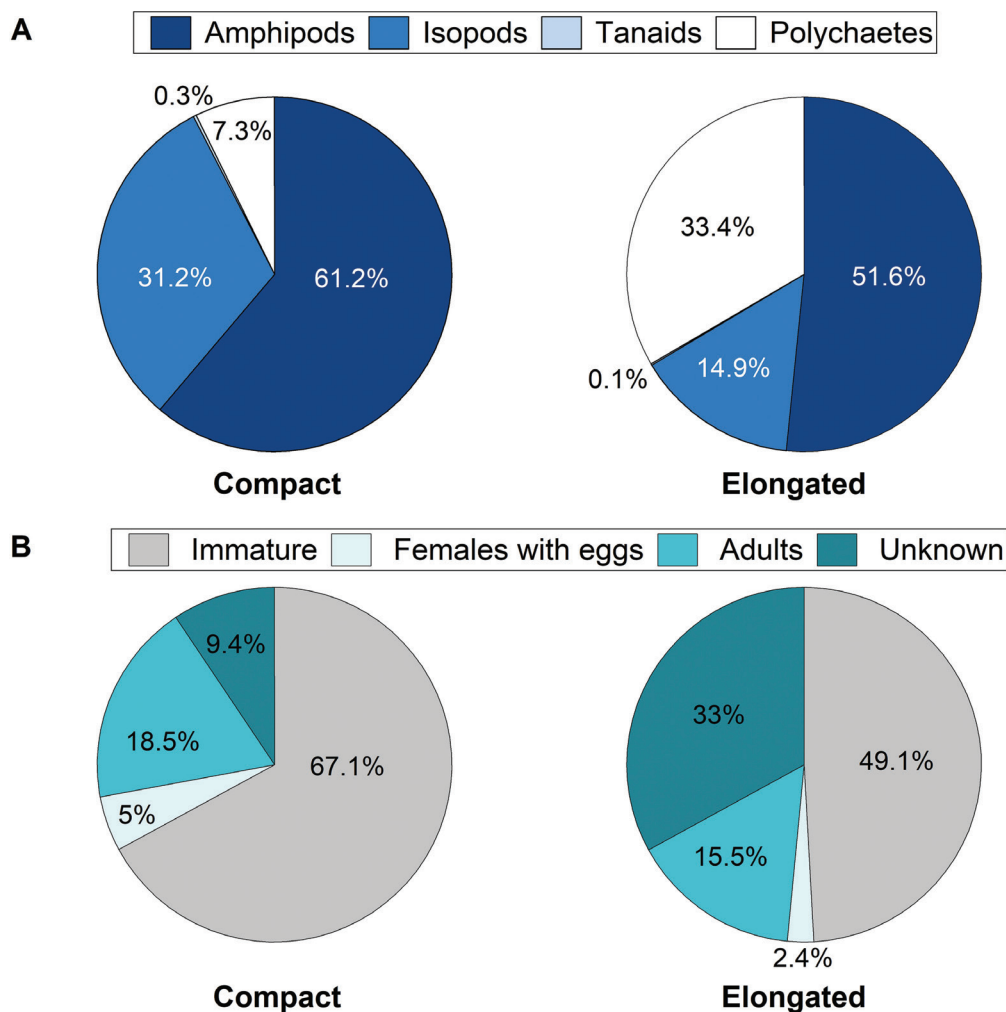 A
Amphipods Isopods Tanaids Polychaetes
0.3%
7.3%
31.2%
61.2%
33.4%
51.6%
14.9%
0.1%
Compact
Elongated
B
Immature Females with eggs Adults Unknown
9.4%
18.5%
67.1%
5%
33%
49.1%
15.5%
2.4%
Compact
Elongated